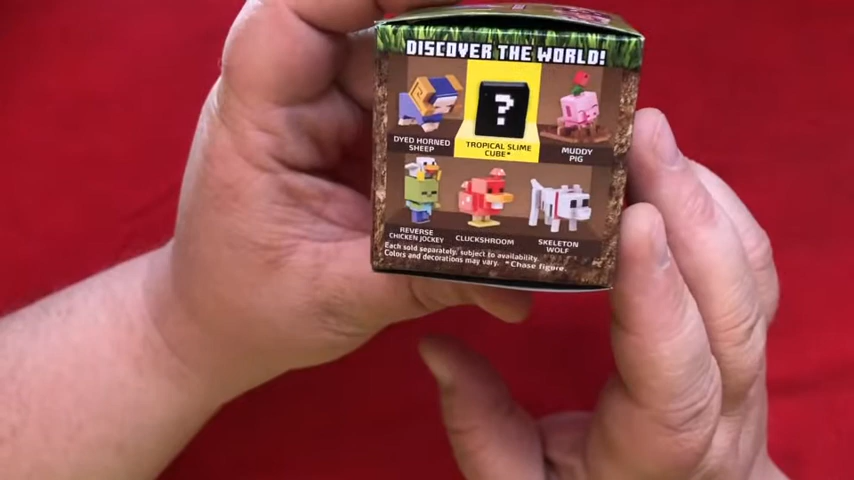 DISCOVER THE WORLD!
?
DYED HORNED
SHEEP
TROPICAL SLIME
CUBE*
MUDDY
PIG
REVERSE
CHICKEN JOCKEY
CLUCKSHROOM
SKELETON
WOLF
Each sold separately, subject to availability.
Colors and decorations may vary. *Chase figure.